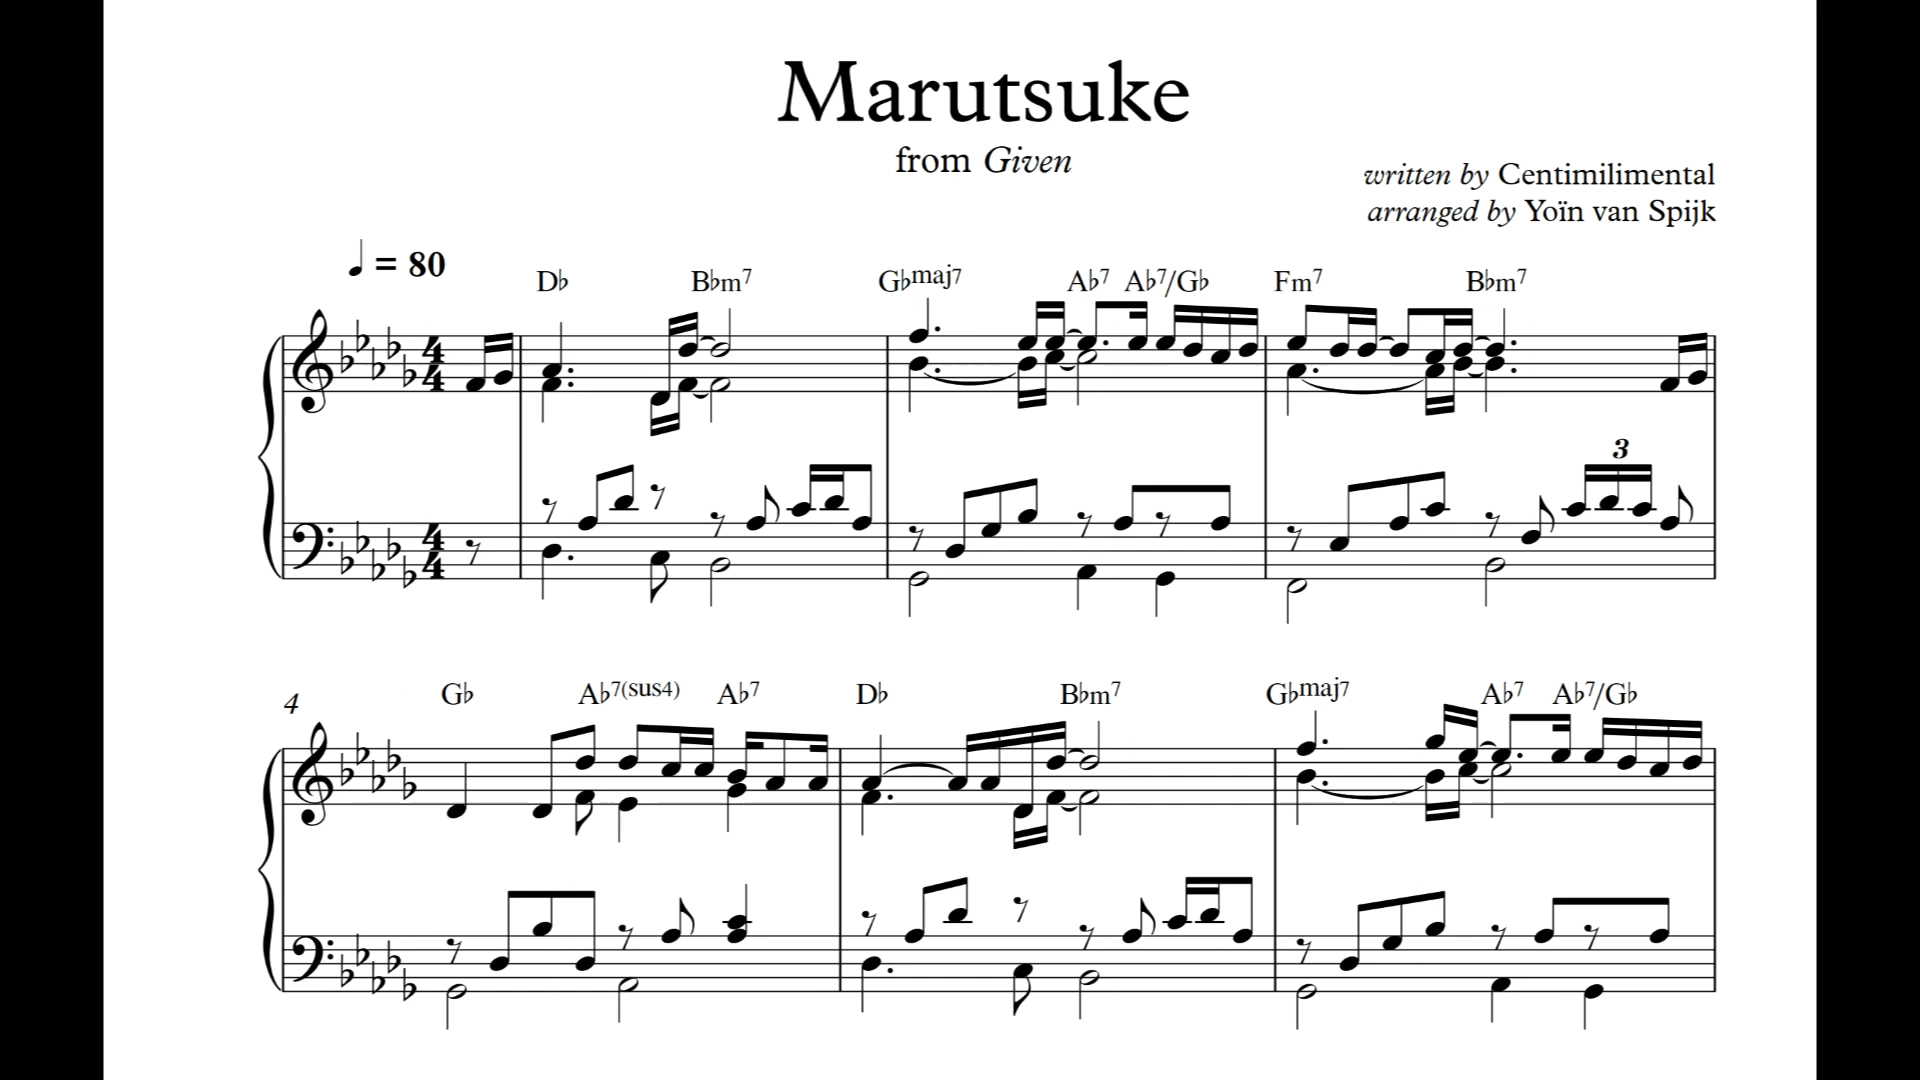 Marutsuke
from Given
written by Centimilimental
arranged by Yoïn van Spijk
♩ = 80
D♭ B♭m7 G♭maj7 A♭7 A♭7/G♭ Fm7 B♭m7
3
4
G♭ A♭7(sus4) A♭7 D♭ B♭m7 G♭maj7 A♭7 A♭7/G♭